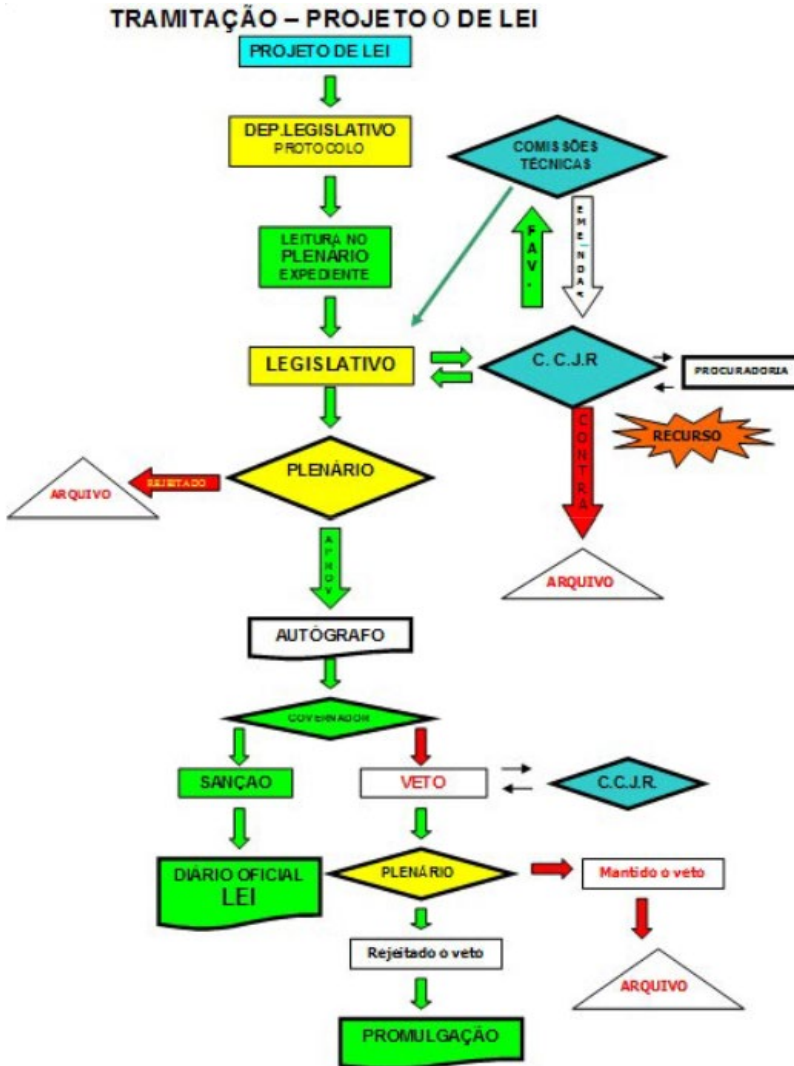 TRAMITAÇÃO – PROJETO O DE LEI
PROJETO DE LEI
DEP.LEGISLATIVO
PROTOCOLO
COMISSÕES
TÉCNICAS
LEITURA NO
PLENÁRIO
EXPEDIENTE
FAV.
EMENDAR
LEGISLATIVO
C. C.J.R
PROCURADORIA
CONTRA
RECURSO
PLENÁRIO
REJEITADO
ARQUIVO
APROV
ARQUIVO
AUTÓGRAFO
GOVERNADOR
SANÇAO
VETO
C.C.J.R.
DIÁRIO OFICIAL
LEI
PLENÁRIO
Mantido o veto
Rejeitado o veto
ARQUIVO
PROMULGAÇÃO